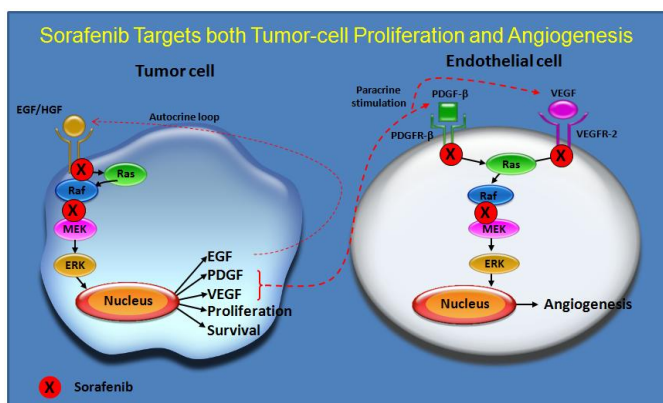 Sorafenib Targets both Tumor-cell Proliferation and Angiogenesis
Tumor cell
EGF/HGF
Autocrine loop
X
Ras
Raf
X
MEK
ERK
Nucleus
EGF
PDGF
VEGF
Proliferation
Survival
Endothelial cell
Paracrine
stimulation
PDGF-β
VEGF
PDGFR-β
VEGFR-2
X
X
Ras
Raf
X
MEK
ERK
Nucleus
Angiogenesis
X
Sorafenib